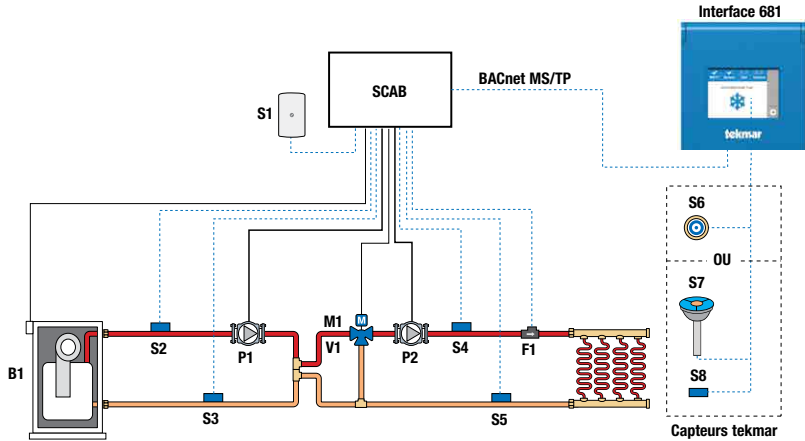 Interface 681
SCAB
BACnet MS/TP
S1
tekmar
S6
OU
S7
M
M1
V1
S2
P1
P2
S4
F1
B1
S3
S5
S8
Capteurs tekmar